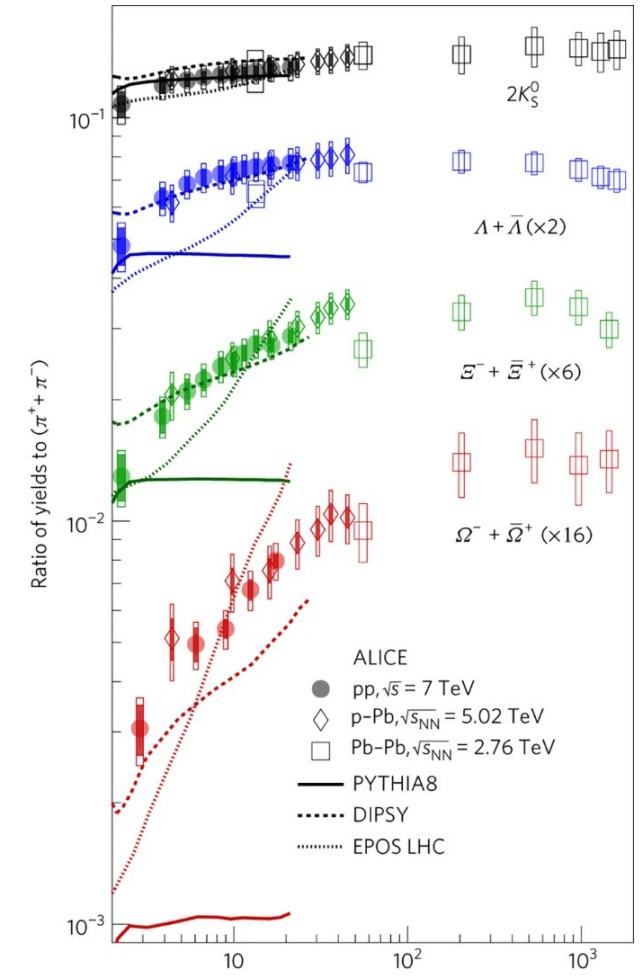 10⁻¹
2K⁰S
Λ + Λ̅ (×2)
Ξ⁻ + Ξ̅⁺ (×6)
Ratio of yields to (π⁺+π⁻)
10⁻²
Ω⁻ + Ω̅⁺ (×16)
ALICE
pp, √s = 7 TeV
p–Pb, √sNN = 5.02 TeV
Pb–Pb, √sNN = 2.76 TeV
PYTHIA8
DIPSY
EPOS LHC
10⁻³
10 10² 10³